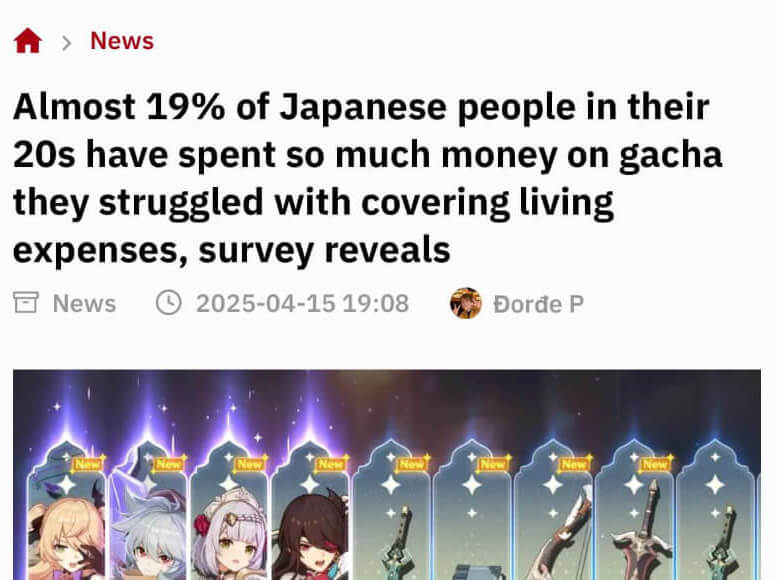 News
Almost 19% of Japanese people in their
20s have spent so much money on gacha
they struggled with covering living
expenses, survey reveals
News 2025-04-15 19:08 Đorđe P
New New New New New New New New